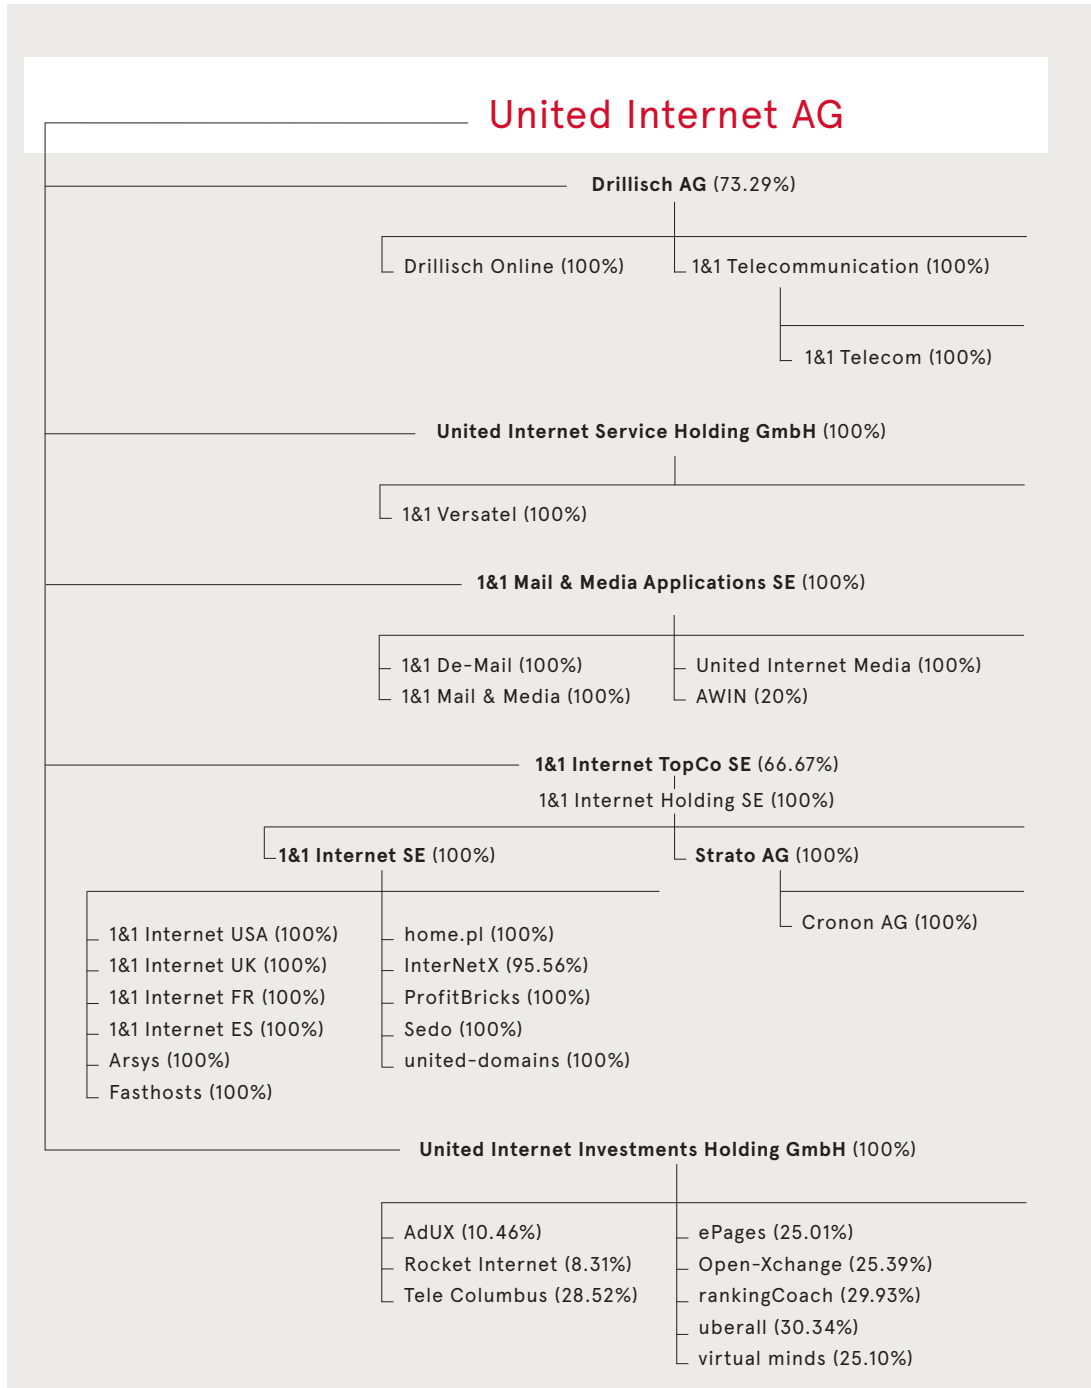 United Internet AG
Drillisch AG (73.29%)
Drillisch Online (100%)
1&1 Telecommunication (100%)
1&1 Telecom (100%)
United Internet Service Holding GmbH (100%)
1&1 Versatel (100%)
1&1 Mail & Media Applications SE (100%)
1&1 De-Mail (100%)
1&1 Mail & Media (100%)
United Internet Media (100%)
AWIN (20%)
1&1 Internet TopCo SE (66.67%)
1&1 Internet Holding SE (100%)
1&1 Internet SE (100%)
1&1 Internet USA (100%)
1&1 Internet UK (100%)
1&1 Internet FR (100%)
1&1 Internet ES (100%)
Arsys (100%)
Fasthosts (100%)
home.pl (100%)
InterNetX (95.56%)
ProfitBricks (100%)
Sedo (100%)
united-domains (100%)
Strato AG (100%)
Cronon AG (100%)
United Internet Investments Holding GmbH (100%)
AdUX (10.46%)
Rocket Internet (8.31%)
Tele Columbus (28.52%)
ePages (25.01%)
Open-Xchange (25.39%)
rankingCoach (29.93%)
uberall (30.34%)
virtual minds (25.10%)